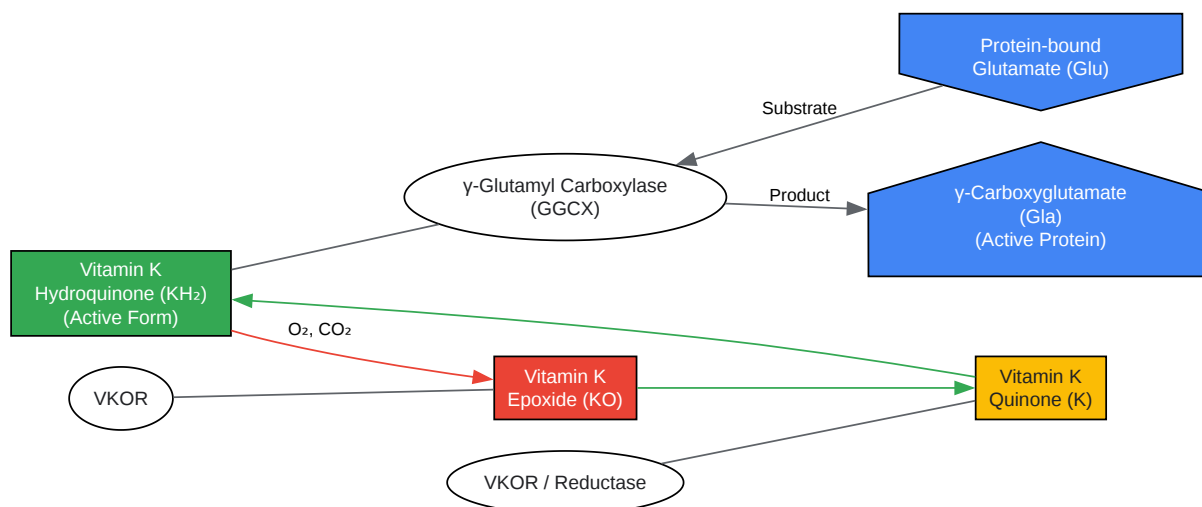 Protein-bound
Glutamate (Glu)
Substrate
γ-Glutamyl Carboxylase
(GGCX)
Product
γ-Carboxyglutamate
(Gla)
(Active Protein)
Vitamin K
Hydroquinone (KH₂)
(Active Form)
O₂, CO₂
VKOR
Vitamin K
Epoxide (KO)
Vitamin K
Quinone (K)
VKOR / Reductase